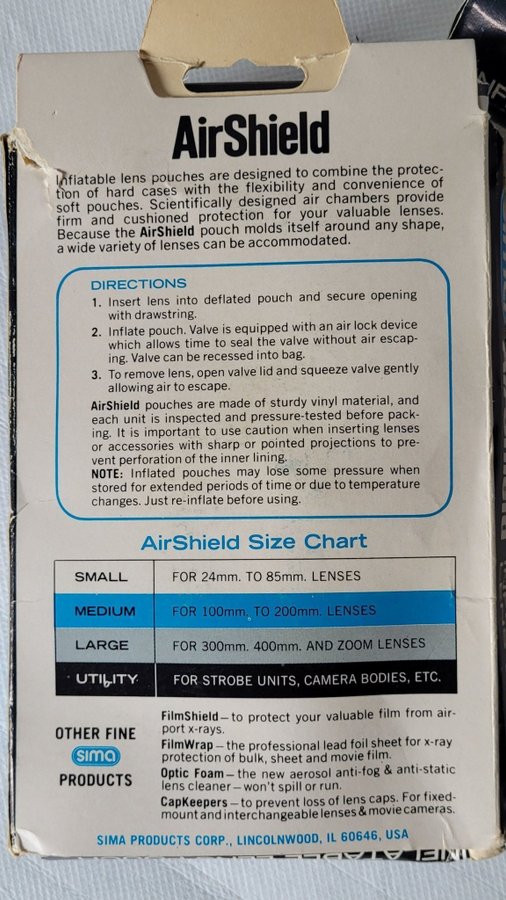 AirShield
Inflatable lens pouches are designed to combine the protec-
tion of hard cases with the flexibility and convenience of
soft pouches. Scientifically designed air chambers provide
firm and cushioned protection for your valuable lenses.
Because the AirShield pouch molds itself around any shape,
a wide variety of lenses can be accommodated.
DIRECTIONS
1. Insert lens into deflated pouch and secure opening
with drawstring.
2. Inflate pouch. Valve is equipped with an air lock device
which allows time to seal the valve without air escap-
ing. Valve can be recessed into bag.
3. To remove lens, open valve lid and squeeze valve gently
allowing air to escape.
AirShield pouches are made of sturdy vinyl material, and
each unit is inspected and pressure-tested before pack-
ing. It is important to use caution when inserting lenses
or accessories with sharp or pointed projections to pre-
vent perforation of the inner lining.
NOTE: Inflated pouches may lose some pressure when
stored for extended periods of time or due to temperature
changes. Just re-inflate before using.
AirShield Size Chart
SMALL FOR 24mm. TO 85mm. LENSES
MEDIUM FOR 100mm. TO 200mm. LENSES
LARGE FOR 300mm. 400mm. AND ZOOM LENSES
UTILITY FOR STROBE UNITS, CAMERA BODIES, ETC.
OTHER FINE
sima
PRODUCTS
FilmShield – to protect your valuable film from air-
port x-rays.
FilmWrap – the professional lead foil sheet for x-ray
protection of bulk, sheet and movie film.
Optic Foam – the new aerosol anti-fog & anti-static
lens cleaner – won't spill or run.
CapKeepers – to prevent loss of lens caps. For fixed-
mount and interchangeable lenses & movie cameras.
SIMA PRODUCTS CORP., LINCOLNWOOD, IL 60646, USA